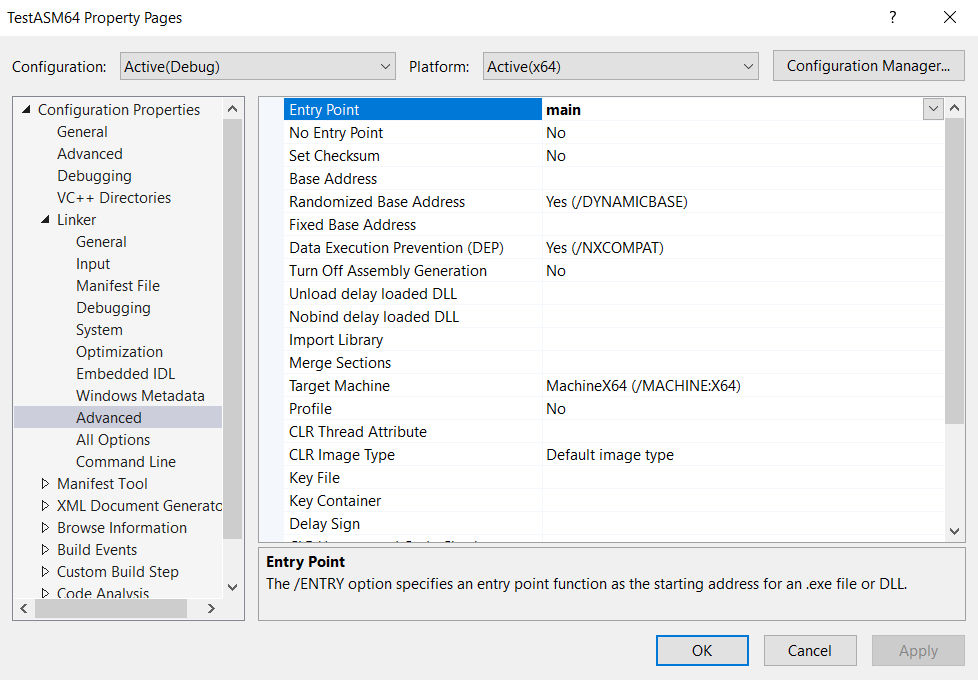 TestASM64 Property Pages
?
Configuration: Active(Debug) Platform: Active(x64) Configuration Manager...
Configuration Properties
General
Advanced
Debugging
VC++ Directories
Linker
General
Input
Manifest File
Debugging
System
Optimization
Embedded IDL
Windows Metadata
Advanced
All Options
Command Line
Manifest Tool
XML Document Generato
Browse Information
Build Events
Custom Build Step
Code Analysis
Entry Point main
No Entry Point No
Set Checksum No
Base Address
Randomized Base Address Yes (/DYNAMICBASE)
Fixed Base Address
Data Execution Prevention (DEP) Yes (/NXCOMPAT)
Turn Off Assembly Generation No
Unload delay loaded DLL
Nobind delay loaded DLL
Import Library
Merge Sections
Target Machine MachineX64 (/MACHINE:X64)
Profile No
CLR Thread Attribute
CLR Image Type Default image type
Key File
Key Container
Delay Sign
Entry Point
The /ENTRY option specifies an entry point function as the starting address for an .exe file or DLL.
OK Cancel Apply